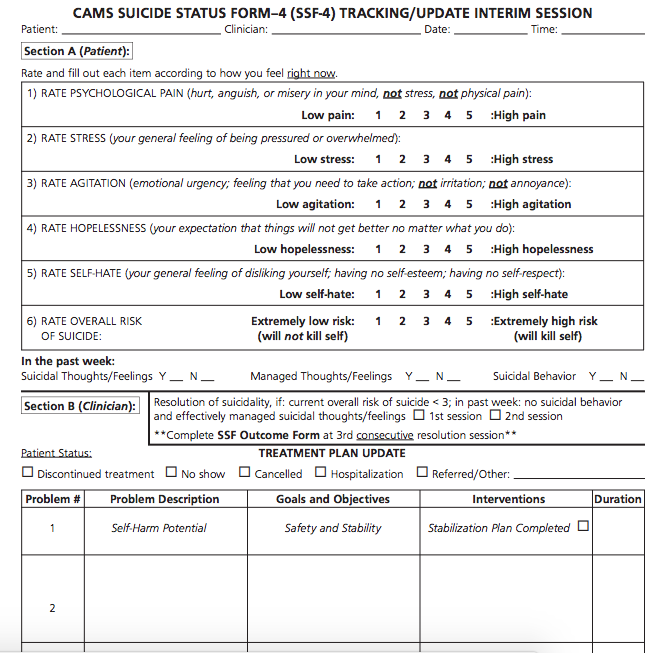 CAMS SUICIDE STATUS FORM–4 (SSF-4) TRACKING/UPDATE INTERIM SESSION
Patient: Clinician: Date: Time:
Section A (Patient):
Rate and fill out each item according to how you feel right now.
1) RATE PSYCHOLOGICAL PAIN (hurt, anguish, or misery in your mind, not stress, not physical pain):
Low pain: 1 2 3 4 5 :High pain
2) RATE STRESS (your general feeling of being pressured or overwhelmed):
Low stress: 1 2 3 4 5 :High stress
3) RATE AGITATION (emotional urgency; feeling that you need to take action; not irritation; not annoyance):
Low agitation: 1 2 3 4 5 :High agitation
4) RATE HOPELESSNESS (your expectation that things will not get better no matter what you do):
Low hopelessness: 1 2 3 4 5 :High hopelessness
5) RATE SELF-HATE (your general feeling of disliking yourself; having no self-esteem; having no self-respect):
Low self-hate: 1 2 3 4 5 :High self-hate
6) RATE OVERALL RISK Extremely low risk: 1 2 3 4 5 :Extremely high risk
OF SUICIDE: (will not kill self) (will kill self)
In the past week:
Suicidal Thoughts/Feelings Y __ N __ Managed Thoughts/Feelings Y __ N __ Suicidal Behavior Y __ N __
Section B (Clinician):
Resolution of suicidality, if: current overall risk of suicide < 3; in past week: no suicidal behavior
and effectively managed suicidal thoughts/feelings ☐ 1st session ☐ 2nd session
**Complete SSF Outcome Form at 3rd consecutive resolution session**
Patient Status: TREATMENT PLAN UPDATE
☐ Discontinued treatment ☐ No show ☐ Cancelled ☐ Hospitalization ☐ Referred/Other:
Problem # Problem Description Goals and Objectives Interventions Duration
1 Self-Harm Potential Safety and Stability Stabilization Plan Completed ☐
2